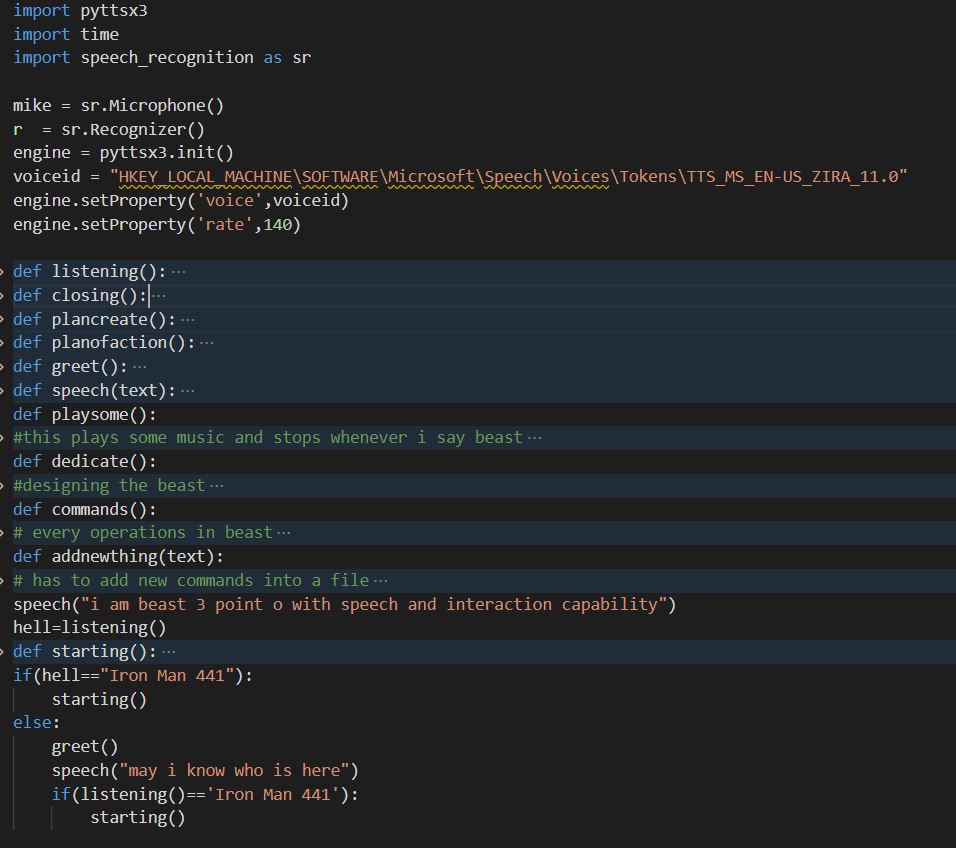 import pyttsx3
import time
import speech_recognition as sr
mike = sr.Microphone()
r  = sr.Recognizer()
engine = pyttsx3.init()
voiceid = "HKEY_LOCAL_MACHINE\SOFTWARE\Microsoft\Speech\Voices\Tokens\TTS_MS_EN-US_ZIRA_11.0"
engine.setProperty('voice',voiceid)
engine.setProperty('rate',140)
def listening():···
def closing():···
def plancreate():···
def planofaction():···
def greet():···
def speech(text):···
def playsome():
#this plays some music and stops whenever i say beast···
def dedicate():
#designing the beast···
def commands():
# every operations in beast···
def addnewthing(text):
# has to add new commands into a file···
speech("i am beast 3 point o with speech and interaction capability")
hell=listening()
def starting():···
if(hell=="Iron Man 441"):
    starting()
else:
    greet()
    speech("may i know who is here")
    if(listening()=='Iron Man 441'):
        starting()